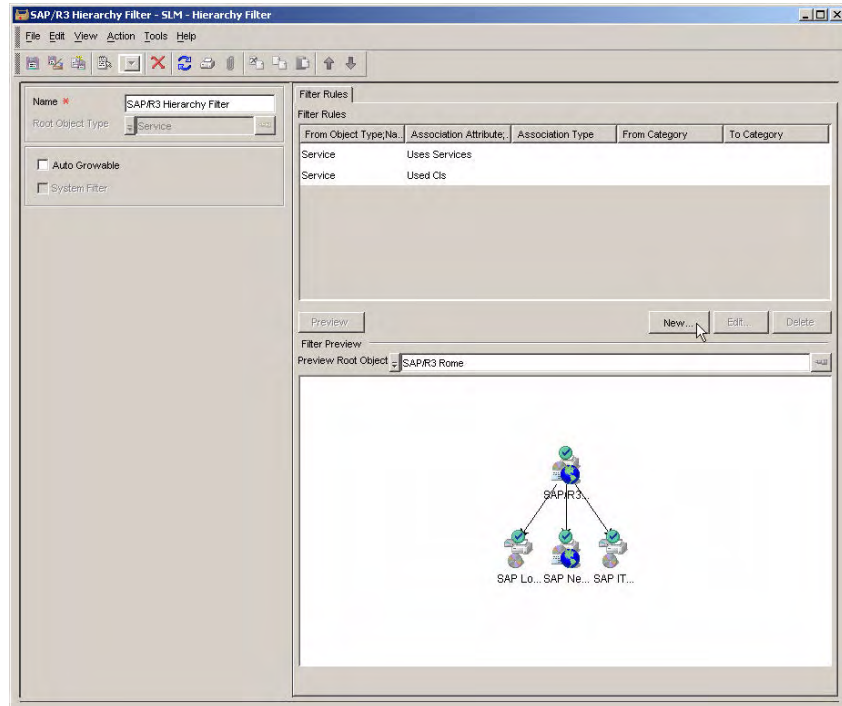 SAP/R3 Hierarchy Filter - SLM - Hierarchy Filter
File Edit View Action Tools Help
Name
SAP/R3 Hierarchy Filter
Root Object Type
Service
Auto Growable
System Filter
Filter Rules
Filter Rules
From Object Type;Na... Association Attribute;... Association Type From Category To Category
Service Uses Services
Service Used CIs
Preview
New... Edit... Delete
Filter Preview
Preview Root Object SAP/R3 Rome
SAP/R3...
SAP Lo... SAP Ne... SAP IT...